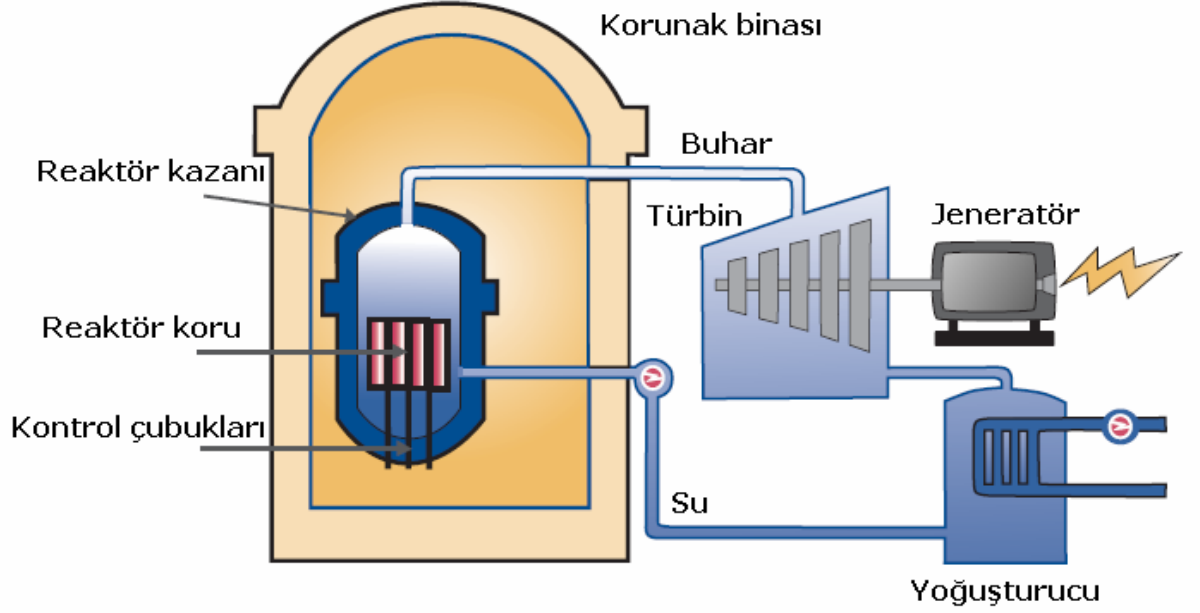 Korunak binası
Buhar
Reaktör kazanı
Türbin
Jeneratör
Reaktör koru
Kontrol çubukları
Su
Yoğuşturucu